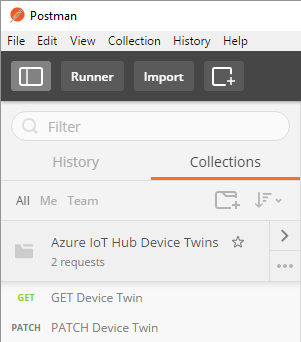 Postman
File Edit View Collection History Help
Runner Import
Filter
History Collections
All Me Team
Azure IoT Hub Device Twins
2 requests
GET GET Device Twin
PATCH PATCH Device Twin